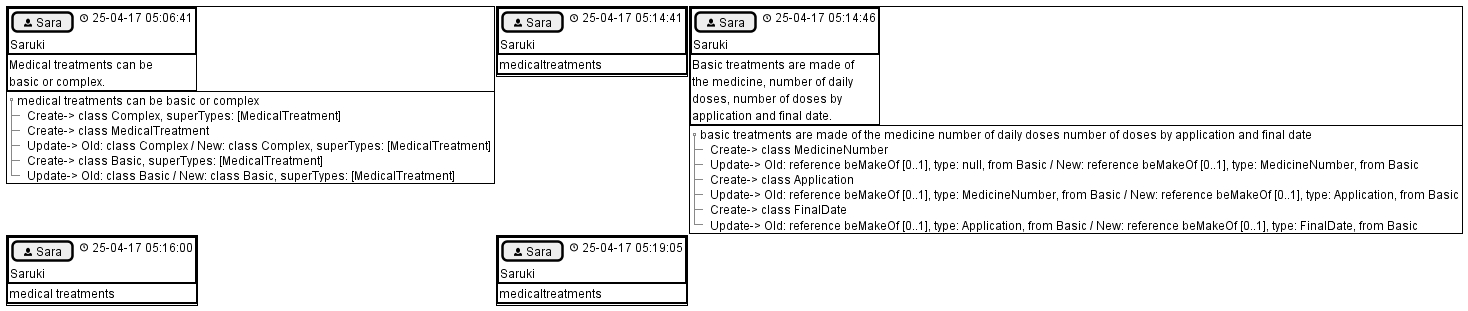 Sara 25-04-17 05:06:41
Saruki
Medical treatments can be
basic or complex.
medical treatments can be basic or complex
Create-> class Complex, superTypes: [MedicalTreatment]
Create-> class MedicalTreatment
Update-> Old: class Complex / New: class Complex, superTypes: [MedicalTreatment]
Create-> class Basic, superTypes: [MedicalTreatment]
Update-> Old: class Basic / New: class Basic, superTypes: [MedicalTreatment]
Sara 25-04-17 05:14:41
Saruki
medicaltreatments
Sara 25-04-17 05:14:46
Saruki
Basic treatments are made of
the medicine, number of daily
doses, number of doses by
application and final date.
basic treatments are made of the medicine number of daily doses number of doses by application and final date
Create-> class MedicineNumber
Update-> Old: reference beMakeOf [0..1], type: null, from Basic / New: reference beMakeOf [0..1], type: MedicineNumber, from Basic
Create-> class Application
Update-> Old: reference beMakeOf [0..1], type: MedicineNumber, from Basic / New: reference beMakeOf [0..1], type: Application, from Basic
Create-> class FinalDate
Update-> Old: reference beMakeOf [0..1], type: Application, from Basic / New: reference beMakeOf [0..1], type: FinalDate, from Basic
Sara 25-04-17 05:16:00
Saruki
medical treatments
Sara 25-04-17 05:19:05
Saruki
medicaltreatments